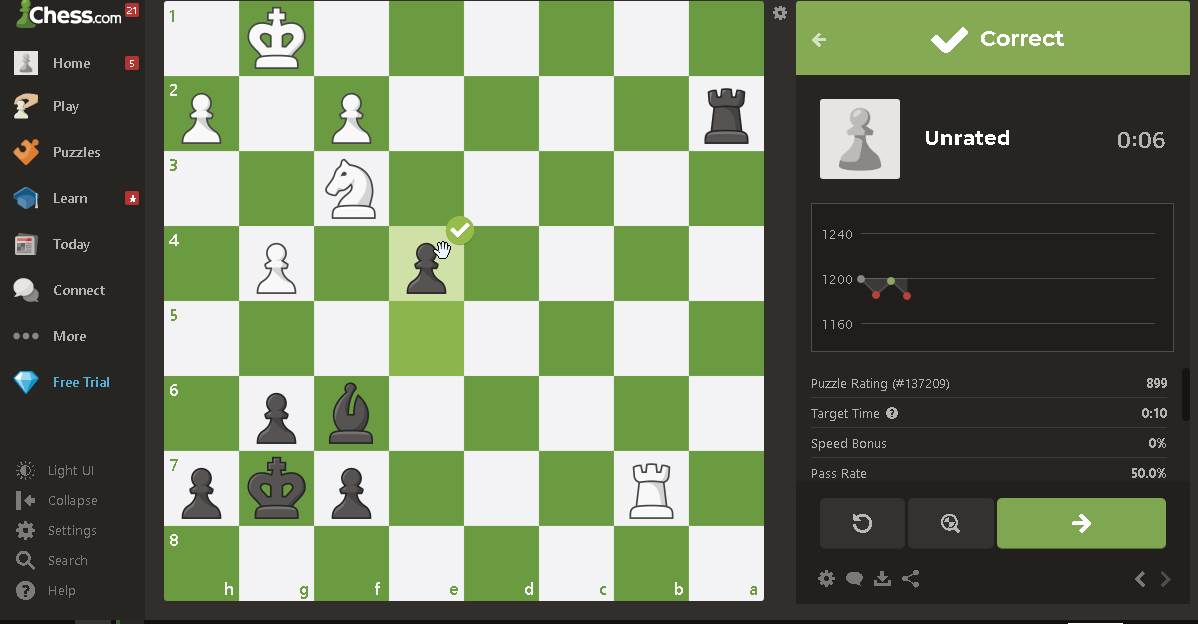 Chess.com 21
Home 5
Play
Puzzles
Learn
Today
Connect
More
Free Trial
Light UI
Collapse
Settings
Search
Help
1
2
3
4
5
6
7
8
h g f e d c b a
Correct
Unrated 0:06
1240
1200
1160
Puzzle Rating (#137209) 899
Target Time ? 0:10
Speed Bonus 0%
Pass Rate 50.0%